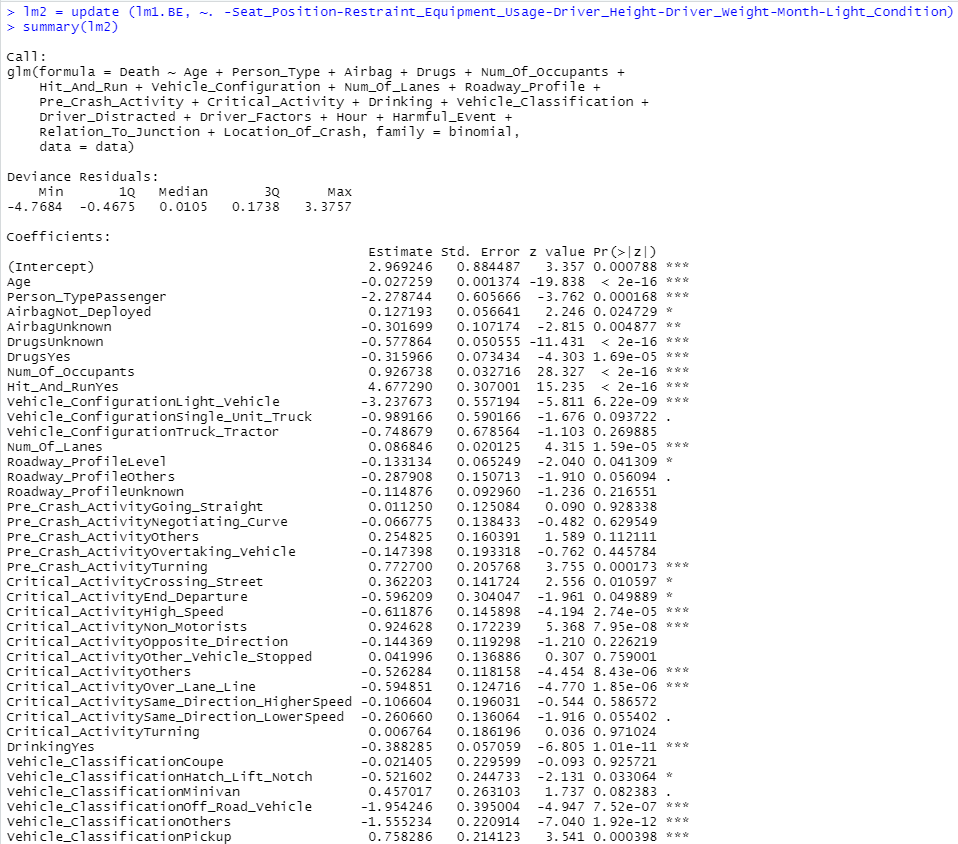 > lm2 = update (lm1.BE, ~. -Seat_Position-Restraint_Equipment_Usage-Driver_Height-Driver_Weight-Month-Light_Condition)
> summary(lm2)
Call:
glm(formula = Death ~ Age + Person_Type + Airbag + Drugs + Num_Of_Occupants +
    Hit_And_Run + Vehicle_Configuration + Num_Of_Lanes + Roadway_Profile +
    Pre_Crash_Activity + Critical_Activity + Drinking + Vehicle_Classification +
    Driver_Distracted + Driver_Factors + Hour + Harmful_Event +
    Relation_To_Junction + Location_Of_Crash, family = binomial,
    data = data)
Deviance Residuals:
    Min      1Q  Median      3Q     Max
-4.7684 -0.4675  0.0105  0.1738  3.3757
Coefficients:
Estimate Std. Error z value Pr(>|z|)
(Intercept) 2.969246 0.884487 3.357 0.000788 ***
Age -0.027259 0.001374 -19.838 < 2e-16 ***
Person_TypePassenger -2.278744 0.605666 -3.762 0.000168 ***
AirbagNot_Deployed 0.127193 0.056641 2.246 0.024729 *
AirbagUnknown -0.301699 0.107174 -2.815 0.004877 **
DrugsUnknown -0.577864 0.050555 -11.431 < 2e-16 ***
DrugsYes -0.315966 0.073434 -4.303 1.69e-05 ***
Num_Of_Occupants 0.926738 0.032716 28.327 < 2e-16 ***
Hit_And_RunYes 4.677290 0.307001 15.235 < 2e-16 ***
Vehicle_ConfigurationLight_Vehicle -3.237673 0.557194 -5.811 6.22e-09 ***
Vehicle_ConfigurationSingle_Unit_Truck -0.989166 0.590166 -1.676 0.093722 .
Vehicle_ConfigurationTruck_Tractor -0.748679 0.678564 -1.103 0.269885
Num_Of_Lanes 0.086846 0.020125 4.315 1.59e-05 ***
Roadway_ProfileLevel -0.133134 0.065249 -2.040 0.041309 *
Roadway_ProfileOthers -0.287908 0.150713 -1.910 0.056094 .
Roadway_ProfileUnknown -0.114876 0.092960 -1.236 0.216551
Pre_Crash_ActivityGoing_Straight 0.011250 0.125084 0.090 0.928338
Pre_Crash_ActivityNegotiating_Curve -0.066775 0.138433 -0.482 0.629549
Pre_Crash_ActivityOthers 0.254825 0.160391 1.589 0.112111
Pre_Crash_ActivityOvertaking_Vehicle -0.147398 0.193318 -0.762 0.445784
Pre_Crash_ActivityTurning 0.772700 0.205768 3.755 0.000173 ***
Critical_ActivityCrossing_Street 0.362203 0.141724 2.556 0.010597 *
Critical_ActivityEnd_Departure -0.596209 0.304047 -1.961 0.049889 *
Critical_ActivityHigh_Speed -0.611876 0.145898 -4.194 2.74e-05 ***
Critical_ActivityNon_Motorists 0.924628 0.172239 5.368 7.95e-08 ***
Critical_ActivityOpposite_Direction -0.144369 0.119298 -1.210 0.226219
Critical_ActivityOther_Vehicle_Stopped 0.041996 0.136886 0.307 0.759001
Critical_ActivityOthers -0.526284 0.118158 -4.454 8.43e-06 ***
Critical_ActivityOver_Lane_Line -0.594851 0.124716 -4.770 1.85e-06 ***
Critical_ActivitySame_Direction_HigherSpeed -0.106604 0.196031 -0.544 0.586572
Critical_ActivitySame_Direction_LowerSpeed -0.260660 0.136064 -1.916 0.055402 .
Critical_ActivityTurning 0.006764 0.186196 0.036 0.971024
DrinkingYes -0.388285 0.057059 -6.805 1.01e-11 ***
Vehicle_ClassificationCoupe -0.021405 0.229599 -0.093 0.925721
Vehicle_ClassificationHatch_Lift_Notch -0.521602 0.244733 -2.131 0.033064 *
Vehicle_ClassificationMinivan 0.457017 0.263103 1.737 0.082383 .
Vehicle_ClassificationOff_Road_Vehicle -1.954246 0.395004 -4.947 7.52e-07 ***
Vehicle_ClassificationOthers -1.555234 0.220914 -7.040 1.92e-12 ***
Vehicle_ClassificationPickup 0.758286 0.214123 3.541 0.000398 ***